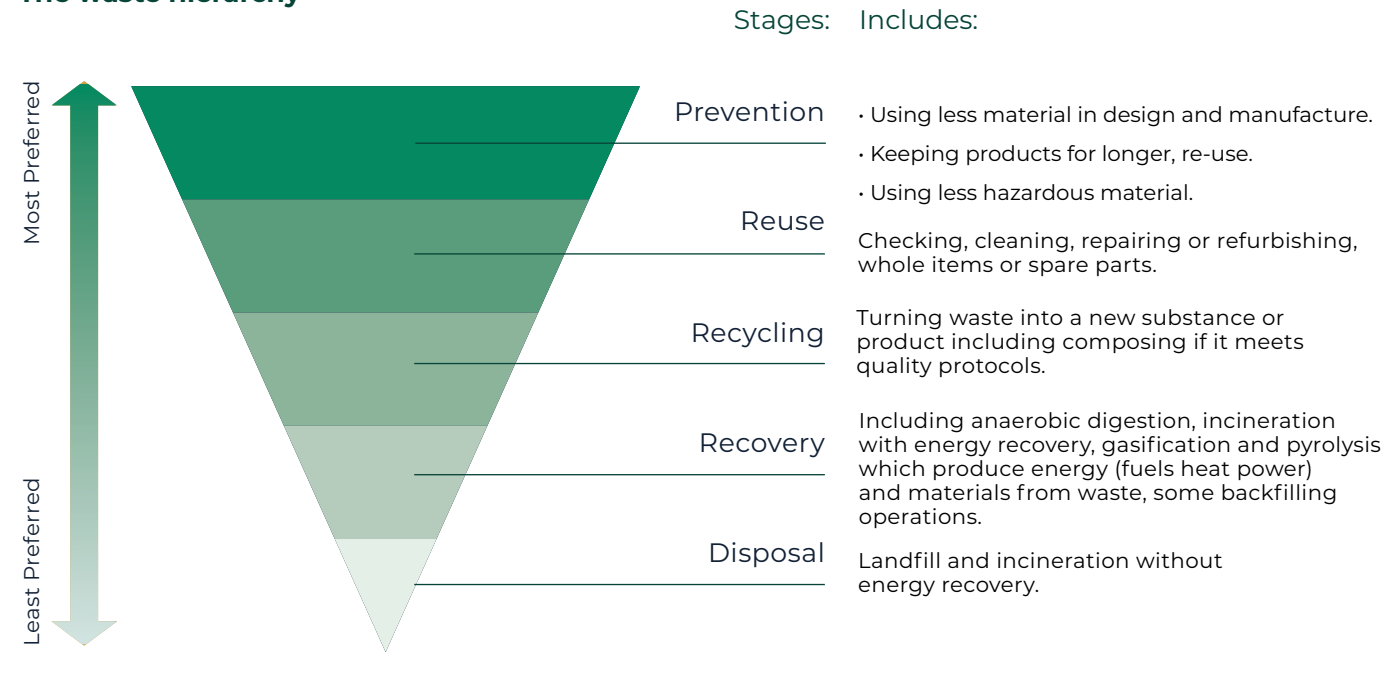 The waste hierarchy
Stages: Includes:
Most Preferred
Least Preferred
Prevention
• Using less material in design and manufacture.
• Keeping products for longer, re-use.
• Using less hazardous material.
Reuse
Checking, cleaning, repairing or refurbishing,
whole items or spare parts.
Recycling
Turning waste into a new substance or
product including composing if it meets
quality protocols.
Recovery
Including anaerobic digestion, incineration
with energy recovery, gasification and pyrolysis
which produce energy (fuels heat power)
and materials from waste, some backfilling
operations.
Disposal
Landfill and incineration without
energy recovery.